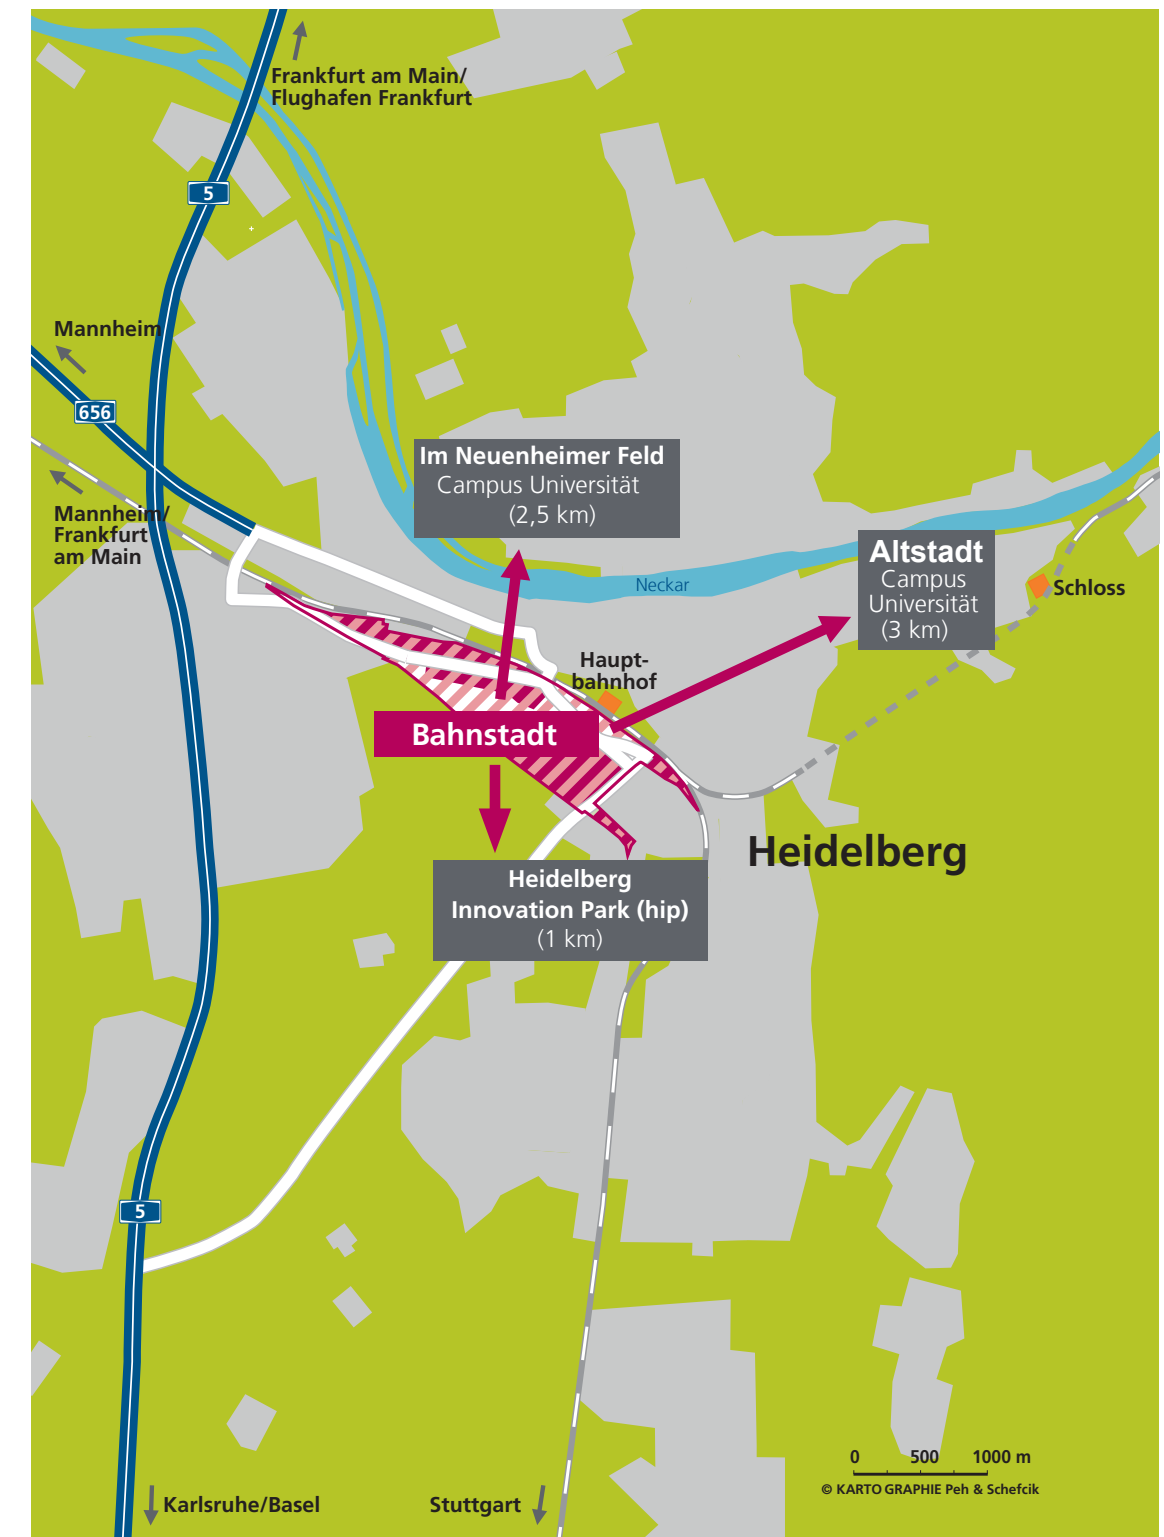 Frankfurt am Main/
Flughafen Frankfurt
5
Mannheim
656
Mannheim/
Frankfurt
am Main
Im Neuenheimer Feld
Campus Universität
(2,5 km)
Neckar
Altstadt
Campus
Universität
(3 km)
Schloss
Haupt-
bahnhof
Bahnstadt
Heidelberg
Heidelberg
Innovation Park (hip)
(1 km)
5
0 500 1000 m
© KARTO GRAPHIE Peh & Schefcik
Karlsruhe/Basel
Stuttgart